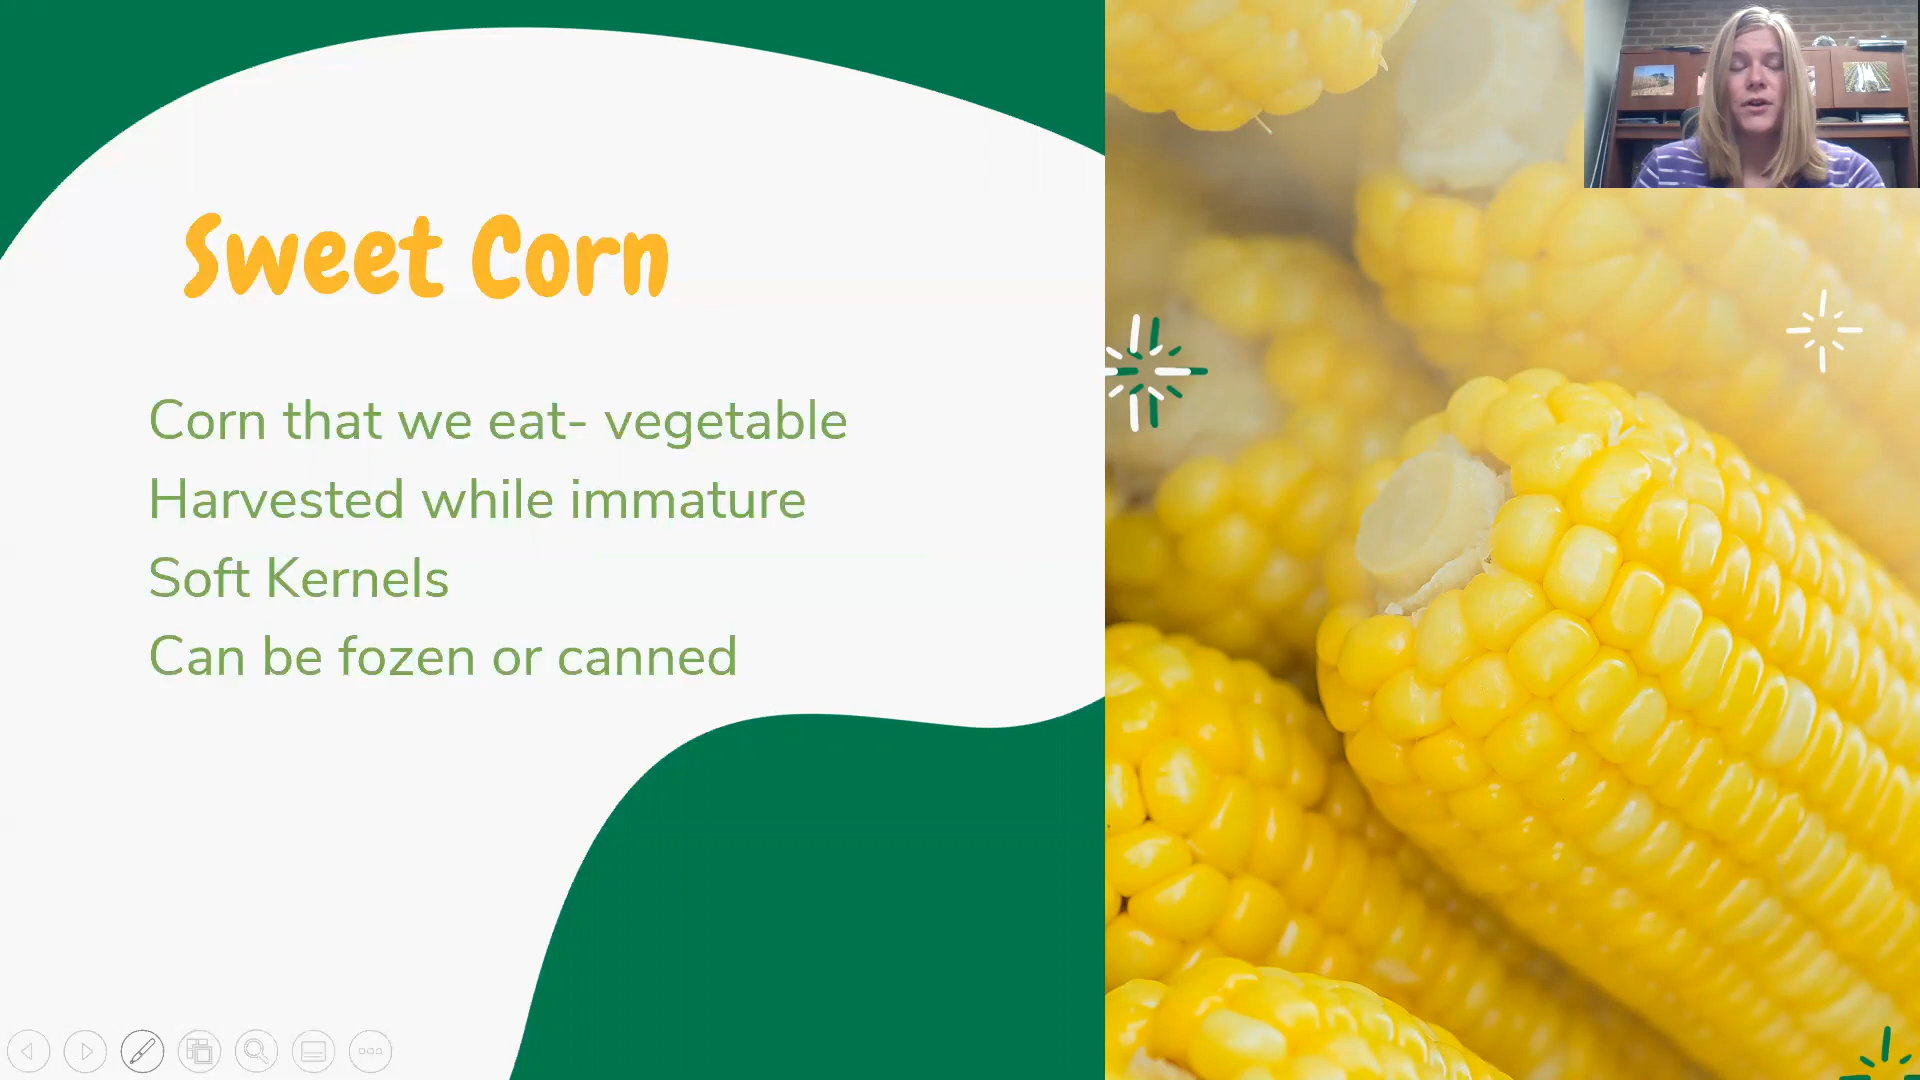 Sweet Corn
Corn that we eat- vegetable
Harvested while immature
Soft Kernels
Can be fozen or canned